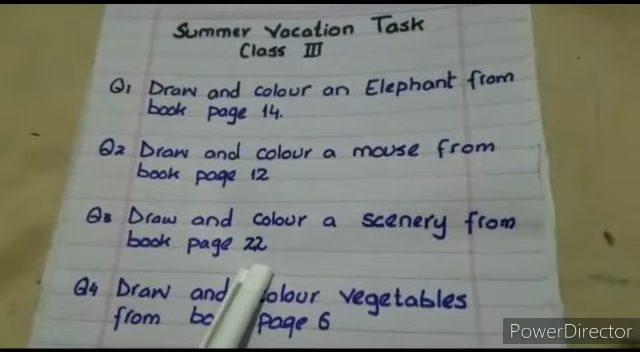 Summer Vacation Task
Class III
Q1 Draw and colour an Elephant from
book page 14.
Q2 Draw and colour a mouse from
book page 12
Q3 Draw and colour a scenery from
book page 22
Q4 Draw and colour vegetables
from page 6
PowerDirector